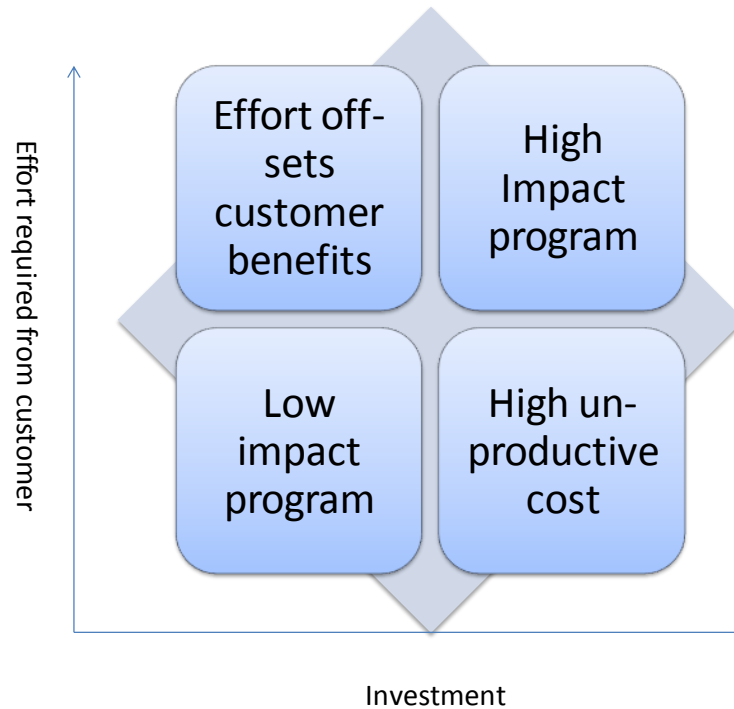 Effort required from customer
Effort off-
sets
customer
benefits
High
Impact
program
Low
impact
program
High un-
productive
cost
Investment